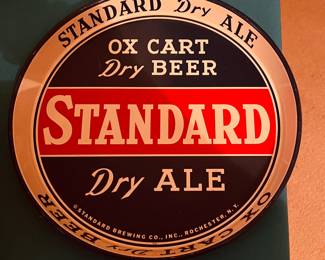 STANDARD Dry ALE
OX CART
Dry BEER
STANDARD
Dry ALE
© STANDARD BREWING CO., INC., ROCHESTER, N.Y.
OX CART Dry BEER